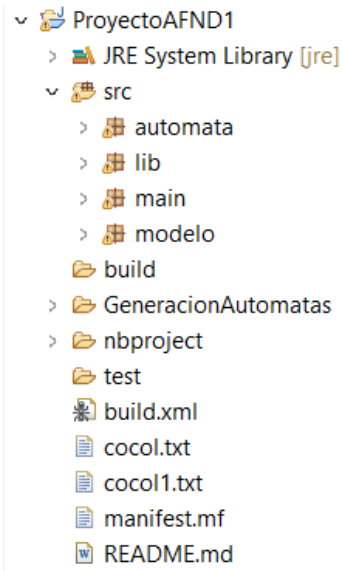 ProyectoAFND1
JRE System Library [jre]
src
automata
lib
main
modelo
build
GeneracionAutomatas
nbproject
test
build.xml
cocol.txt
cocol1.txt
manifest.mf
README.md